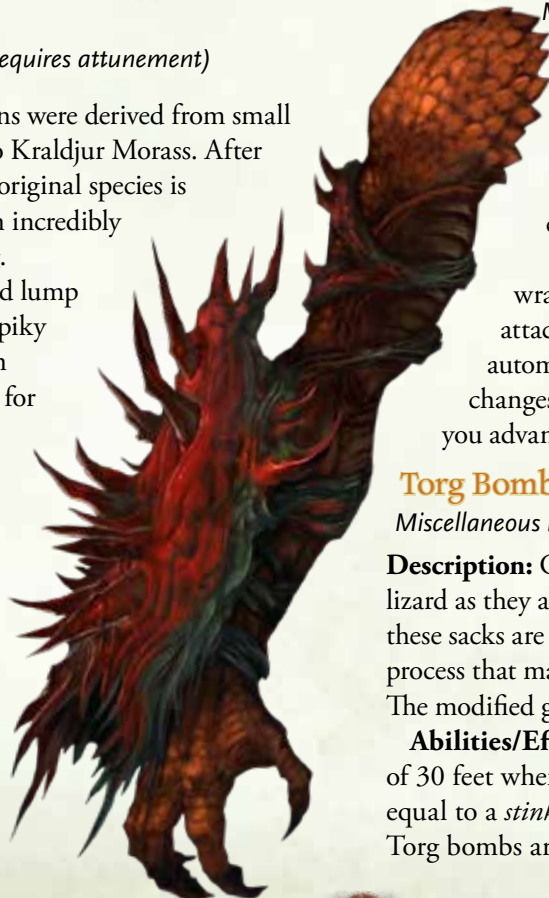 equires attunement)
ns were derived from small
o Kraldjur Morass. After
original species is
n incredibly
d lump
piky
n
for
wra
attac
autom
changes
you advan
Torg Bomb
Miscellaneous
Description:
lizard as they a
these sacks are
process that ma
The modified g
Abilities/Ef
of 30 feet when
equal to a stink
Torg bombs ar